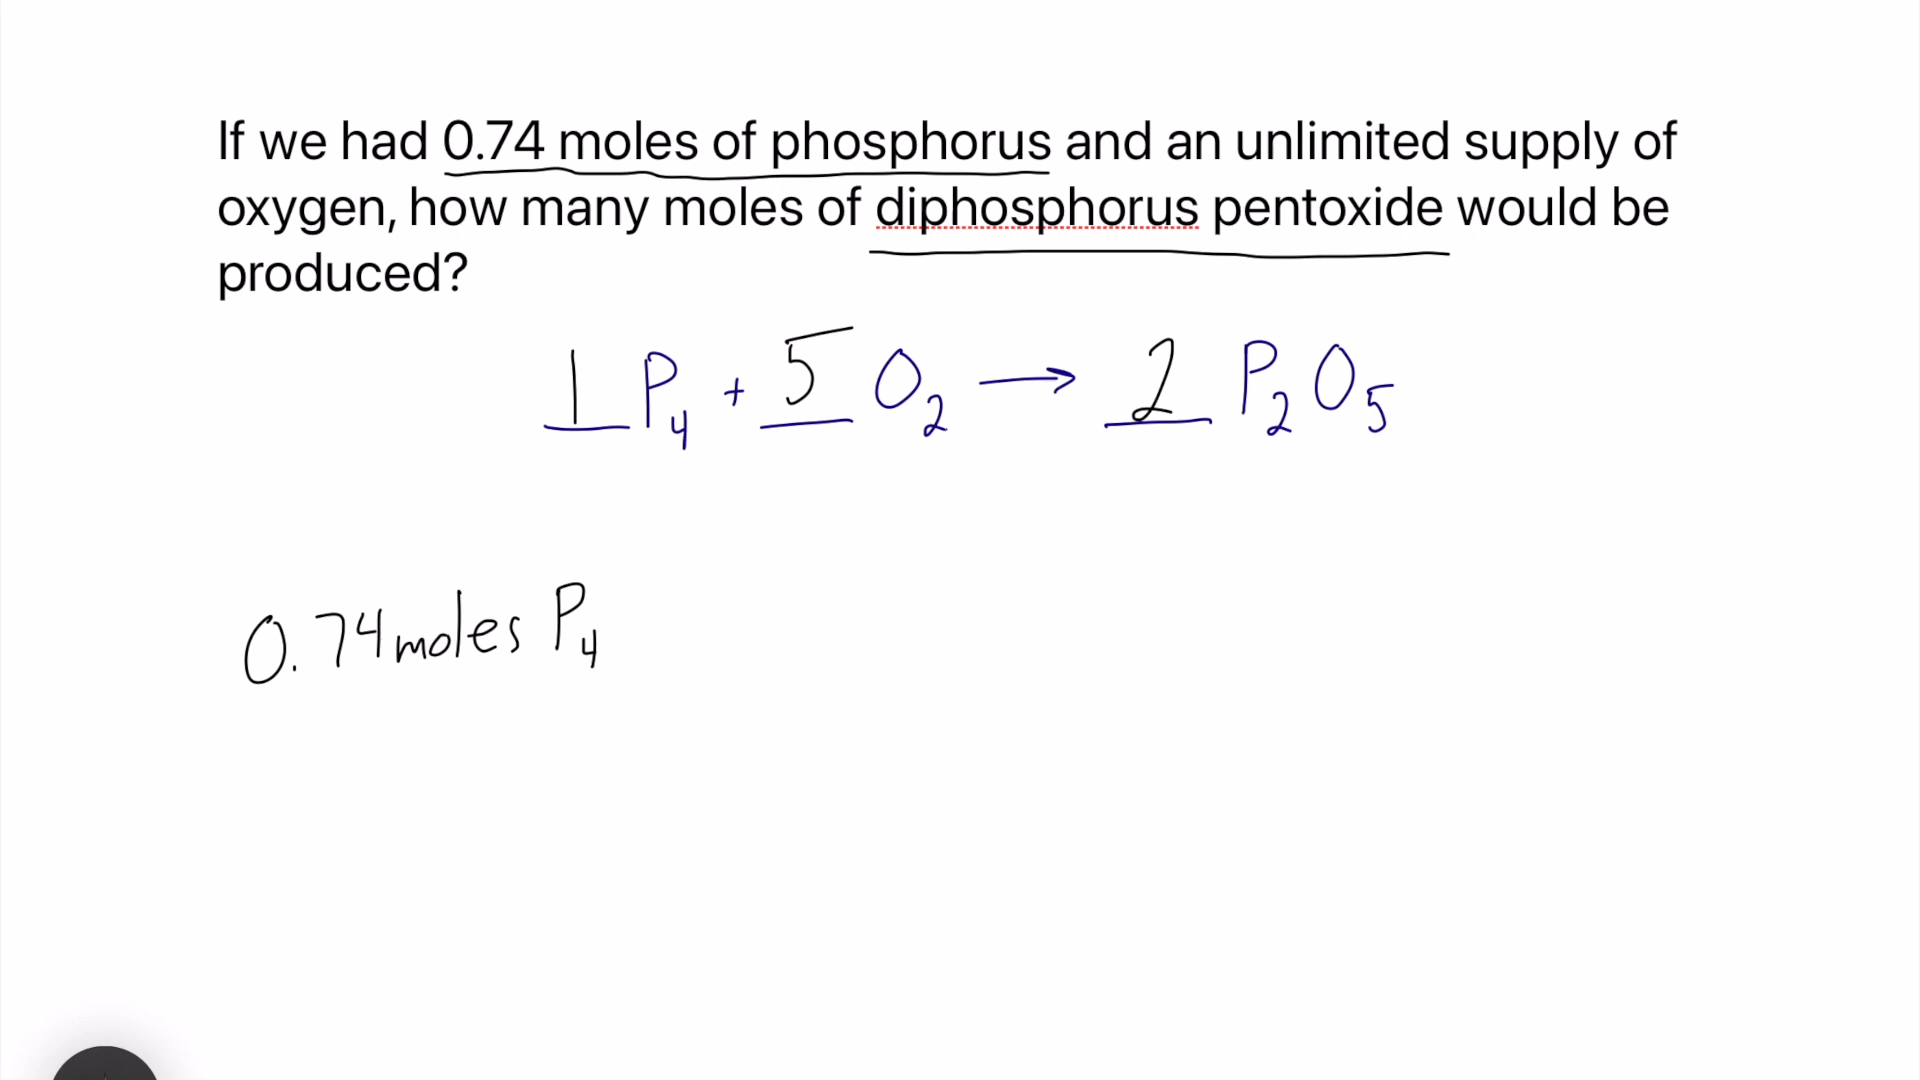 If we had 0.74 moles of phosphorus and an unlimited supply of
oxygen, how many moles of diphosphorus pentoxide would be
produced?
1 P₄ + 5 O₂ → 2 P₂O₅
0.74 moles P₄